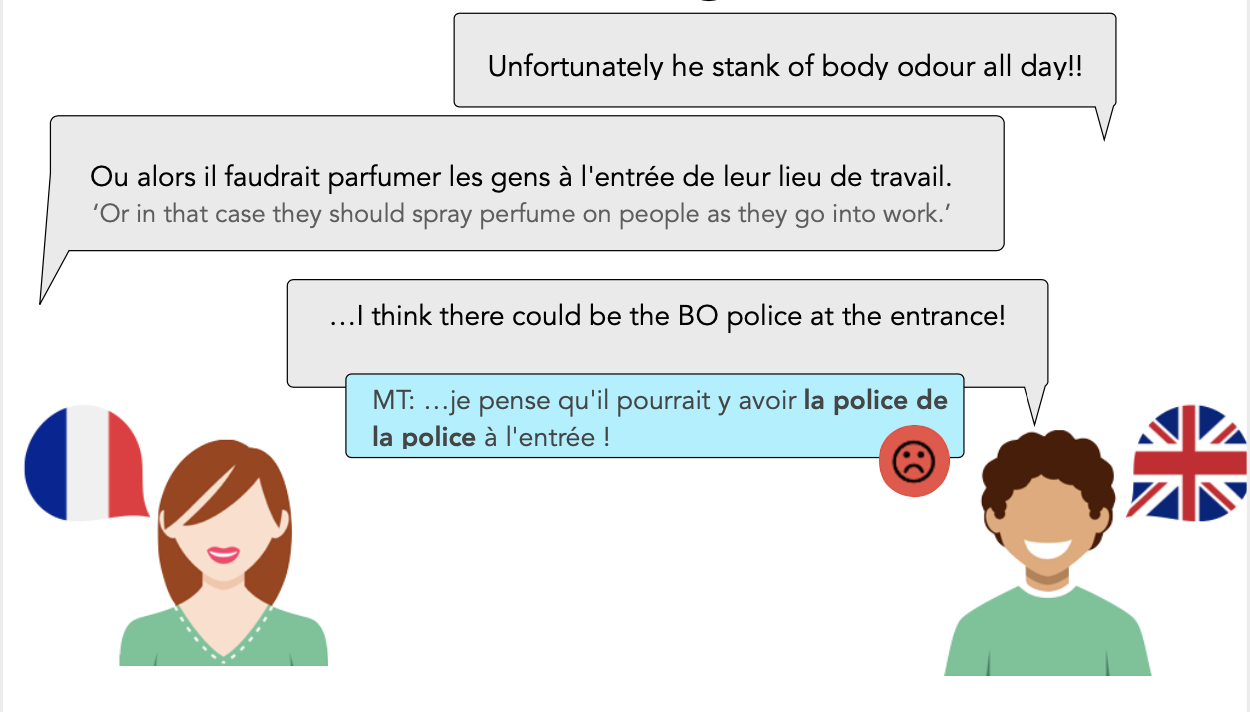 Unfortunately he stank of body odour all day!!
Ou alors il faudrait parfumer les gens à l'entrée de leur lieu de travail.
‘Or in that case they should spray perfume on people as they go into work.’
…I think there could be the BO police at the entrance!
MT: …je pense qu'il pourrait y avoir la police de
la police à l'entrée !